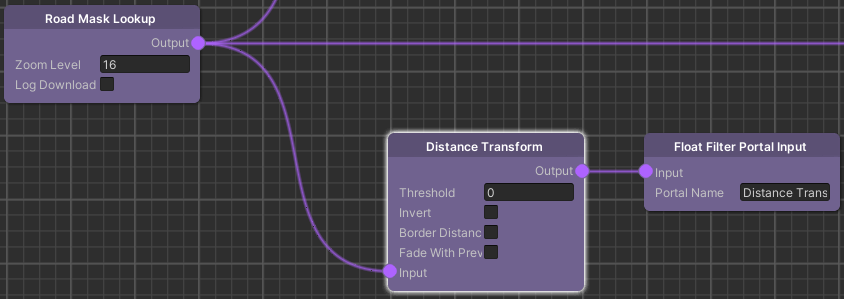 Road Mask Lookup
Output
Zoom Level 16
Log Download
Distance Transform
Output
Threshold 0
Invert
Border Distanc
Fade With Prev
Input
Float Filter Portal Input
Input
Portal Name Distance Trans